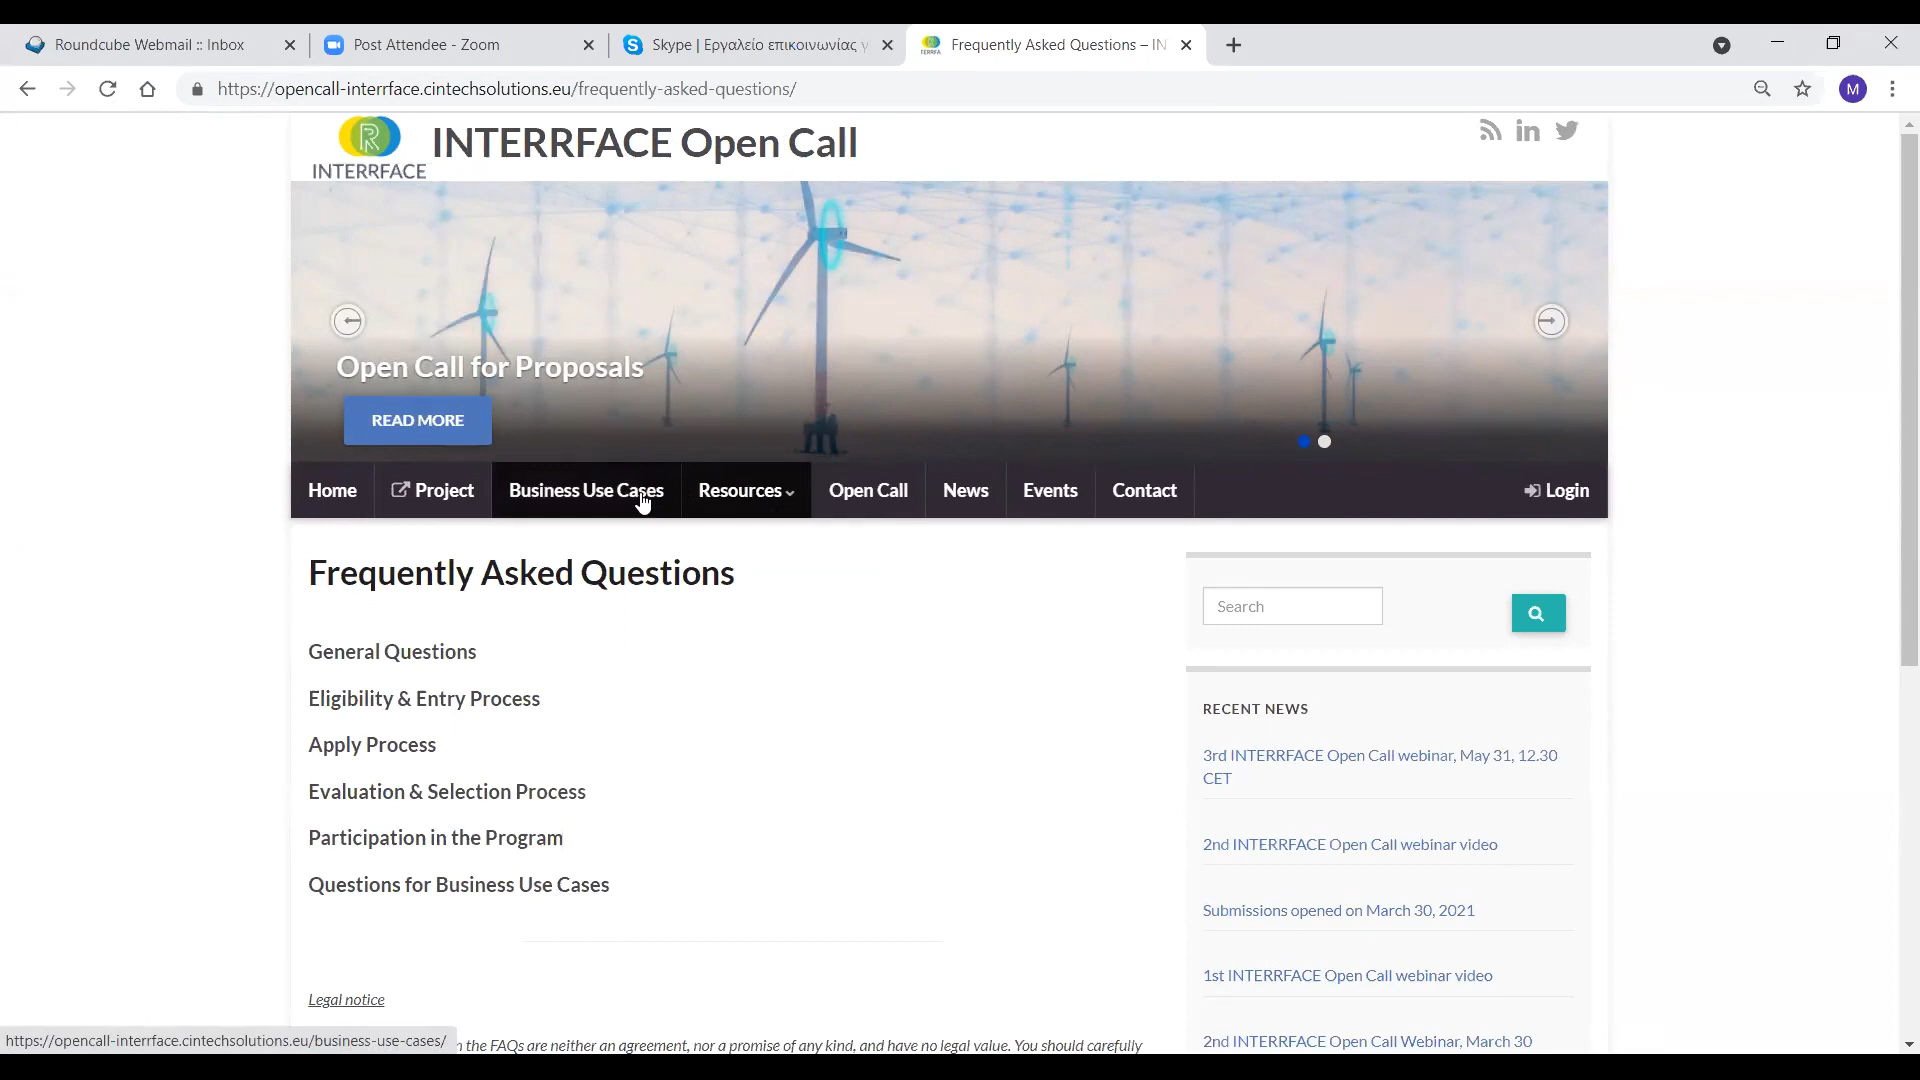 Roundcube Webmail :: Inbox
Post Attendee - Zoom
Skype | Εργαλείο επικοινωνίας γ
Frequently Asked Questions – IN
https://opencall-interrface.cintechsolutions.eu/frequently-asked-questions/
M
INTERRFACE
INTERRFACE Open Call
Open Call for Proposals
READ MORE
Home
Project
Business Use Cases
Resources
Open Call
News
Events
Contact
Login
Frequently Asked Questions
General Questions
Eligibility & Entry Process
Apply Process
Evaluation & Selection Process
Participation in the Program
Questions for Business Use Cases
Legal notice
n the FAQs are neither an agreement, nor a promise of any kind, and have no legal value. You should carefully
Search
RECENT NEWS
3rd INTERRFACE Open Call webinar, May 31, 12.30
CET
2nd INTERRFACE Open Call webinar video
Submissions opened on March 30, 2021
1st INTERRFACE Open Call webinar video
2nd INTERRFACE Open Call Webinar, March 30
https://opencall-interrface.cintechsolutions.eu/business-use-cases/